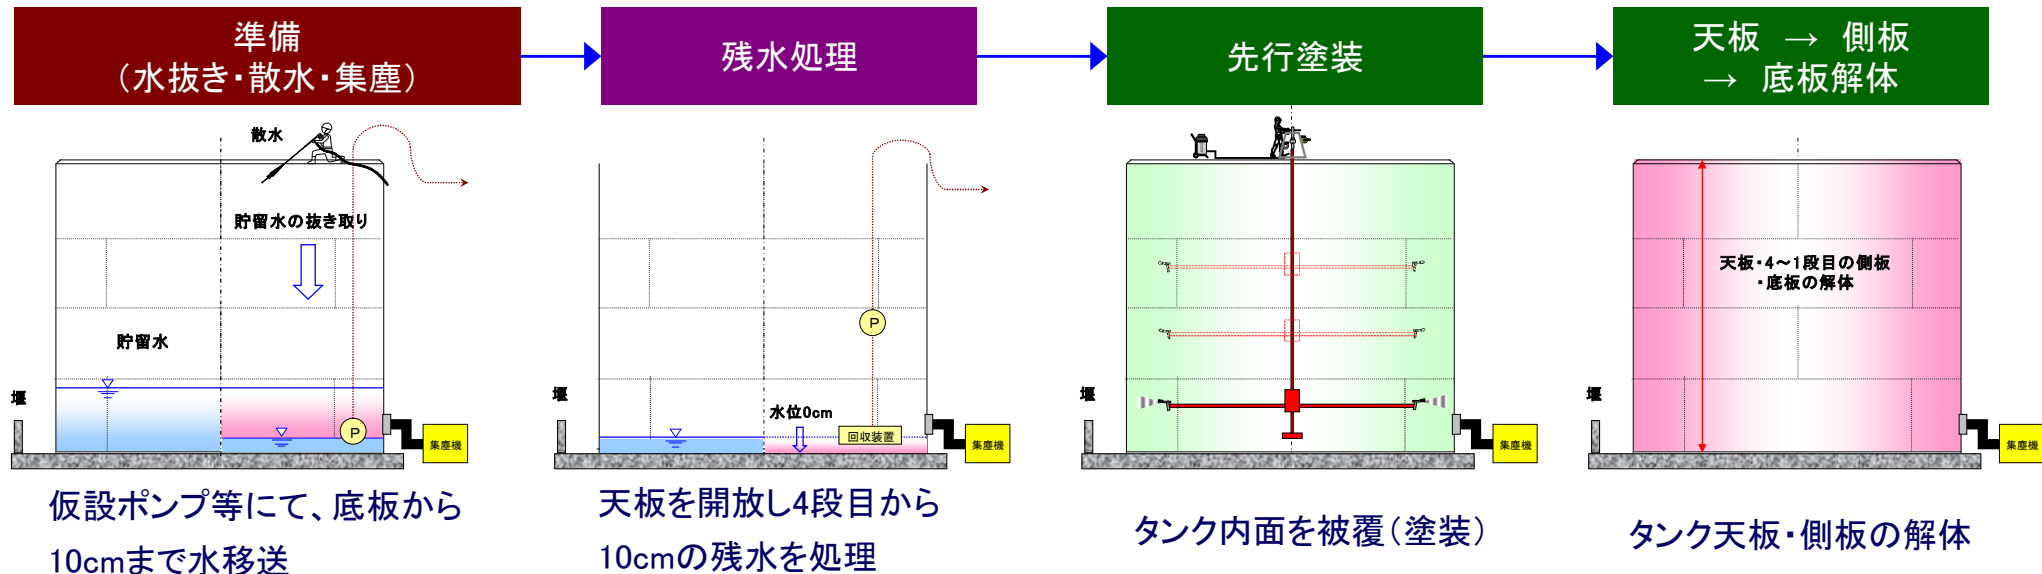 準備
（水抜き・散水・集塵）
残水処理
先行塗装
天板 → 側板
→ 底板解体
散水
貯留水の抜き取り
貯留水
堰
P
集塵機
仮設ポンプ等にて、底板から
10cmまで水移送
P
水位0cm
回収装置
堰
集塵機
天板を開放し4段目から
10cmの残水を処理
堰
集塵機
タンク内面を被覆（塗装）
天板・4～1段目の側板
・底板の解体
堰
集塵機
タンク天板・側板の解体